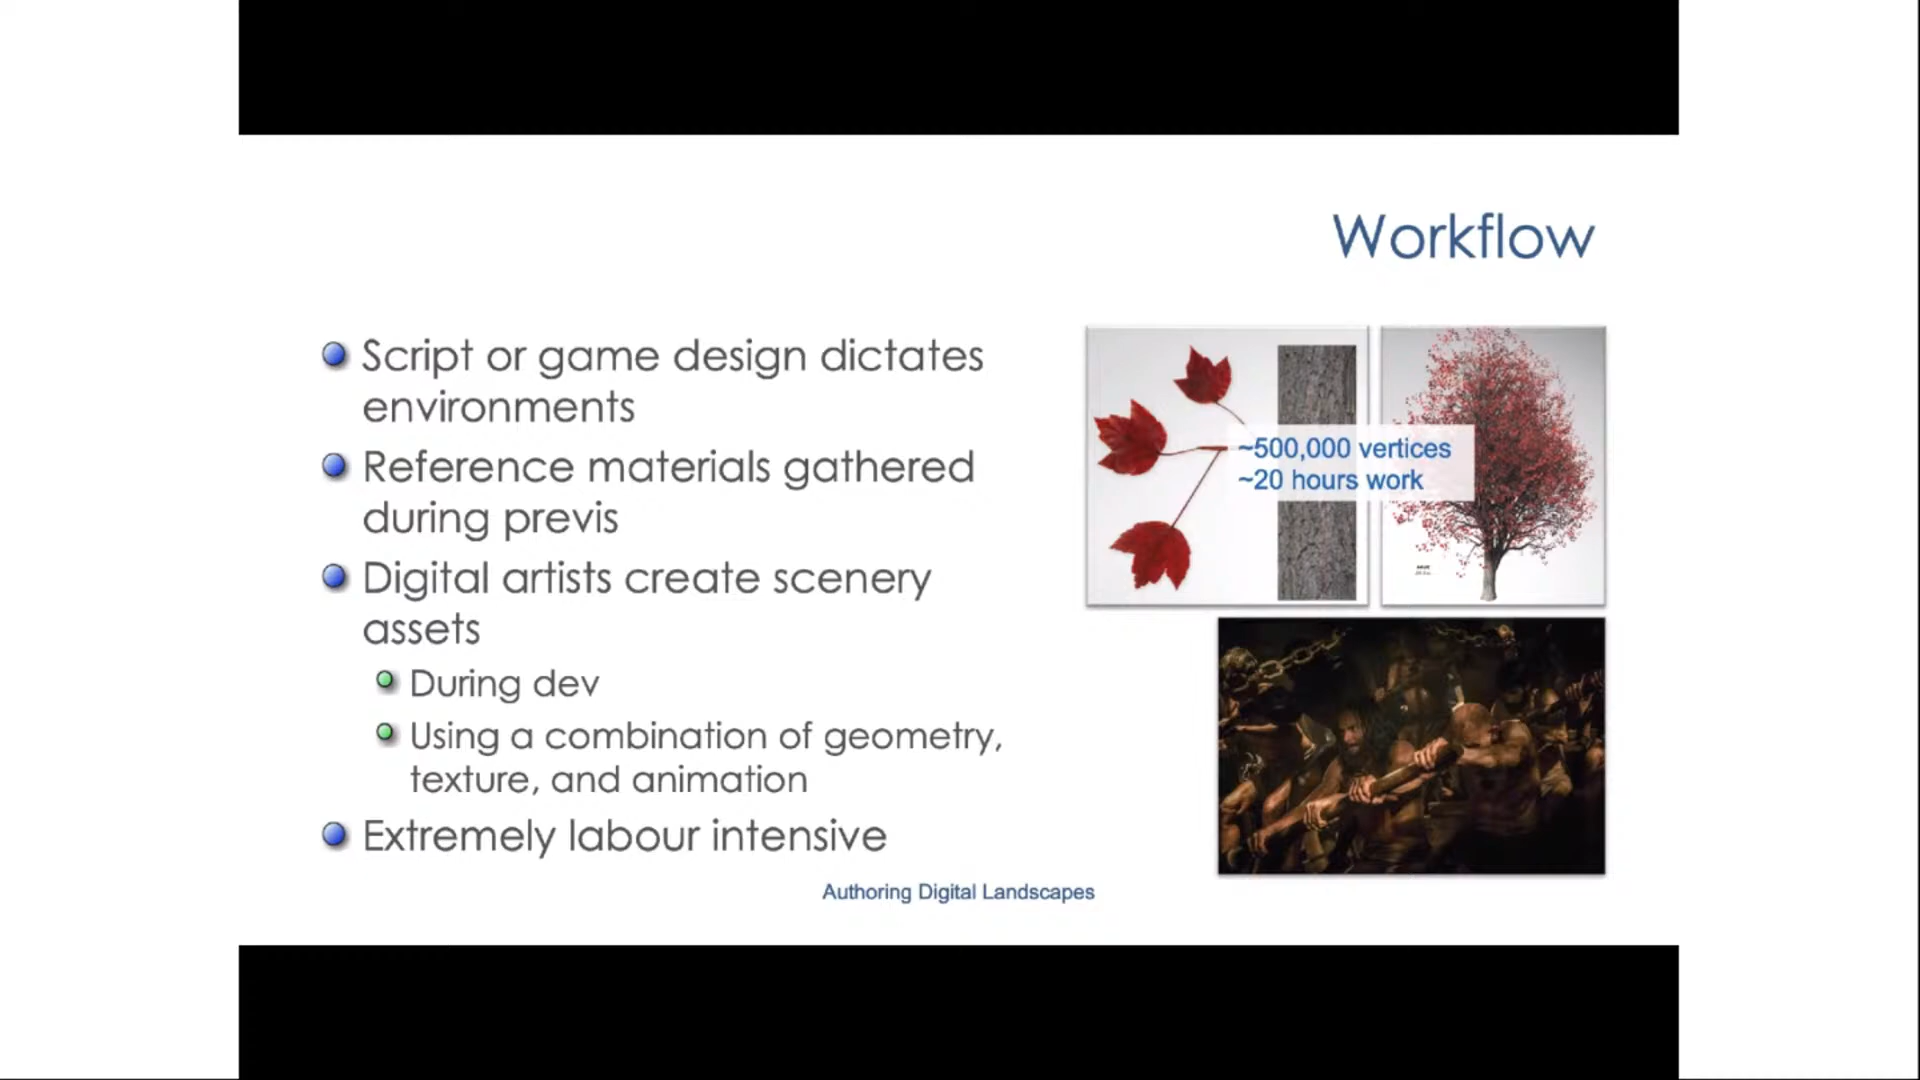 Workflow
Script or game design dictates
environments
Reference materials gathered
during previs
Digital artists create scenery
assets
During dev
Using a combination of geometry,
texture, and animation
Extremely labour intensive
~500,000 vertices
~20 hours work
Authoring Digital Landscapes